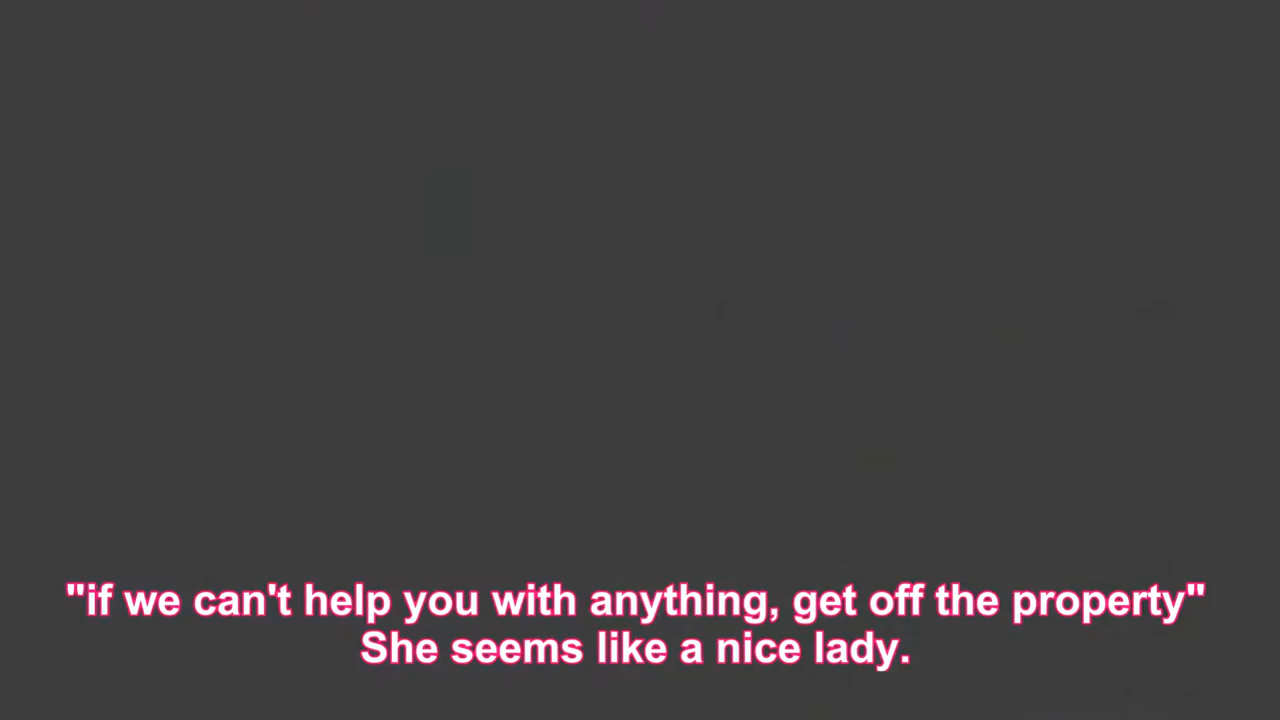 "if we can't help you with anything, get off the property"
She seems like a nice lady.